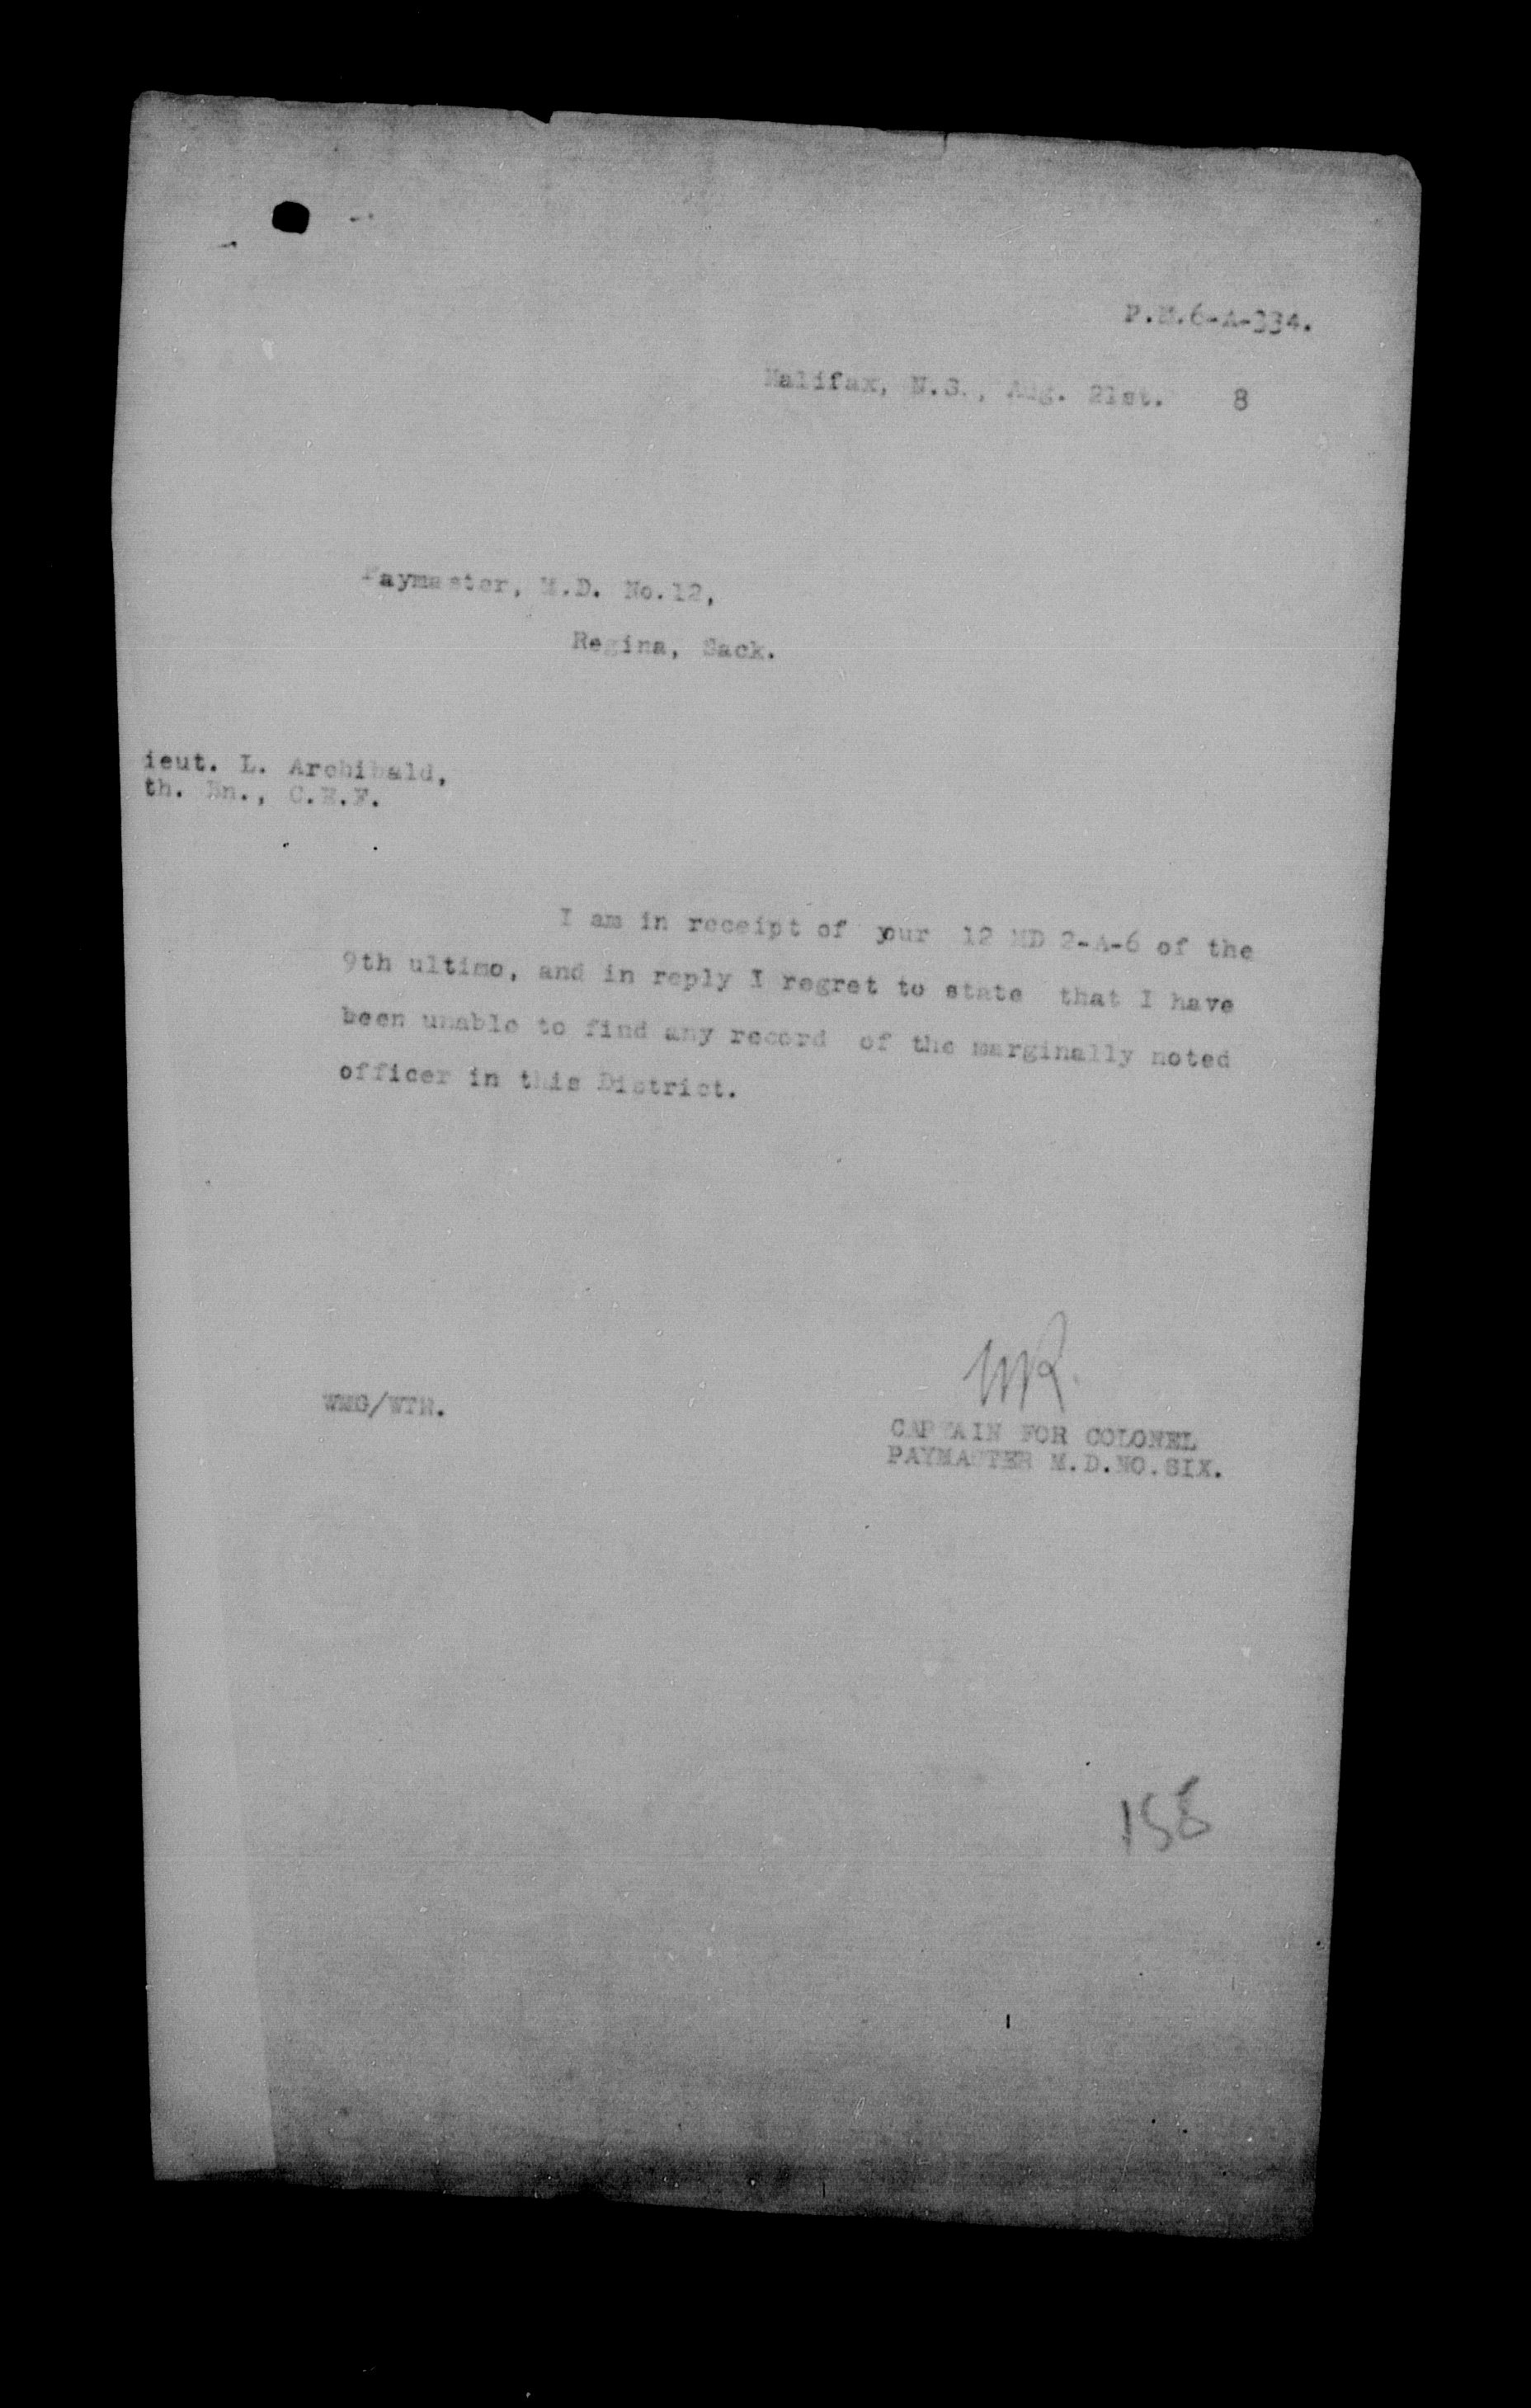 P.M.6-A-334.
Halifax, N.S., Aug. 21st. 8
Paymaster, M.D. No.12,
Regina, Sack.
ieut. L. Archibald,
th. Bn., C.E.F.
I am in receipt of your 12 MD 2-A-6 of the
9th ultimo, and in reply I regret to state that I have
been unable to find any record of the marginally noted
officer in this District.
WMG/WTH.
CAPTAIN FOR COLONEL
PAYMASTER M.D.NO.SIX.
158